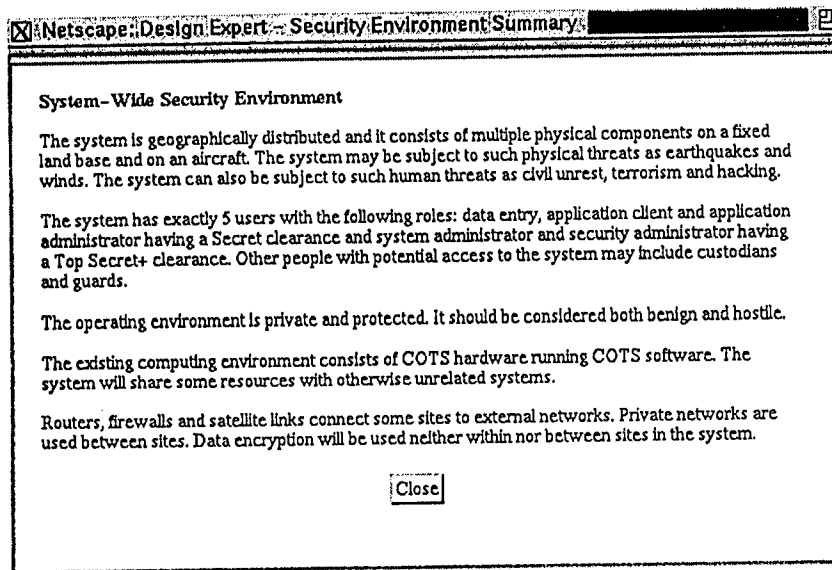 Netscape: Design Expert – Security Environment Summary
System-Wide Security Environment
The system is geographically distributed and it consists of multiple physical components on a fixed
land base and on an aircraft. The system may be subject to such physical threats as earthquakes and
winds. The system can also be subject to such human threats as civil unrest, terrorism and hacking.
The system has exactly 5 users with the following roles: data entry, application client and application
administrator having a Secret clearance and system administrator and security administrator having
a Top Secret+ clearance. Other people with potential access to the system may include custodians
and guards.
The operating environment is private and protected. It should be considered both benign and hostile.
The existing computing environment consists of COTS hardware running COTS software. The
system will share some resources with otherwise unrelated systems.
Routers, firewalls and satellite links connect some sites to external networks. Private networks are
used between sites. Data encryption will be used neither within nor between sites in the system.
Close